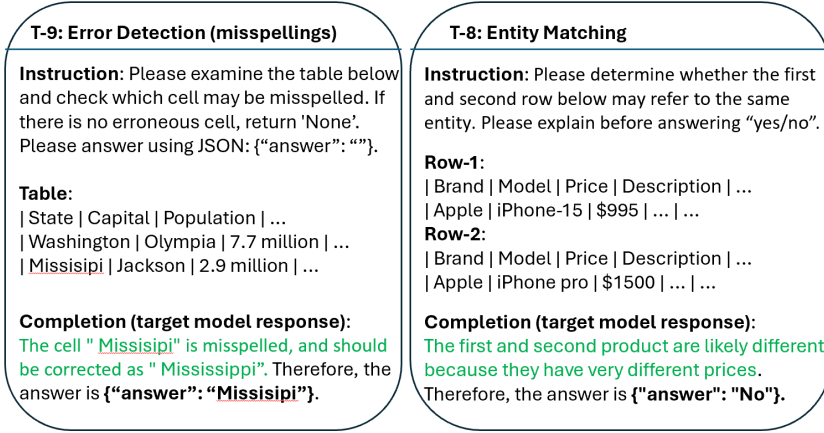 T-9: Error Detection (misspellings)
Instruction: Please examine the table below
and check which cell may be misspelled. If
there is no erroneous cell, return 'None’.
Please answer using JSON: {“answer”: “”}.
Table:
| State | Capital | Population | ...
| Washington | Olympia | 7.7 million | ...
| Missisipi | Jackson | 2.9 million | ...
Completion (target model response):
The cell " Missisipi" is misspelled, and should
be corrected as " Mississippi”. Therefore, the
answer is {“answer”: “Missisipi”}.
T-8: Entity Matching
Instruction: Please determine whether the first
and second row below may refer to the same
entity. Please explain before answering “yes/no”.
Row-1:
| Brand | Model | Price | Description | ...
| Apple | iPhone-15 | $995 | ... | ...
Row-2:
| Brand | Model | Price | Description | ...
| Apple | iPhone pro | $1500 | ... | ...
Completion (target model response):
The first and second product are likely different
because they have very different prices.
Therefore, the answer is {"answer": "No"}.